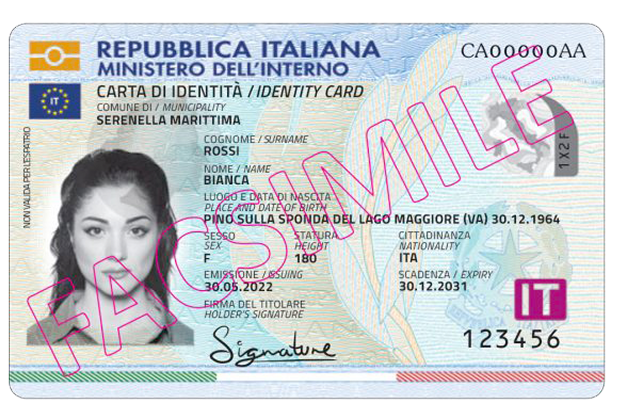 REPUBBLICA ITALIANA
MINISTERO DELL'INTERNO
CA00000AA
IT
CARTA DI IDENTITÀ / IDENTITY CARD
COMUNE DI / MUNICIPALITY
SERENELLA MARITTIMA
NON VALIDA PER L'ESPATRIO
COGNOME / SURNAME
ROSSI
NOME / NAME
BIANCA
LUOGO E DATA DI NASCITA
PLACE AND DATE OF BIRTH
PINO SULLA SPONDA DEL LAGO MAGGIORE (VA) 30.12.1964
SESSO STATURA CITTADINANZA
SEX HEIGHT NATIONALITY
F 180 ITA
EMISSIONE / ISSUING SCADENZA / EXPIRY
30.05.2022 30.12.2031
FIRMA DEL TITOLARE
HOLDER'S SIGNATURE
Signature
1X2F
IT
123456
FACSIMILE